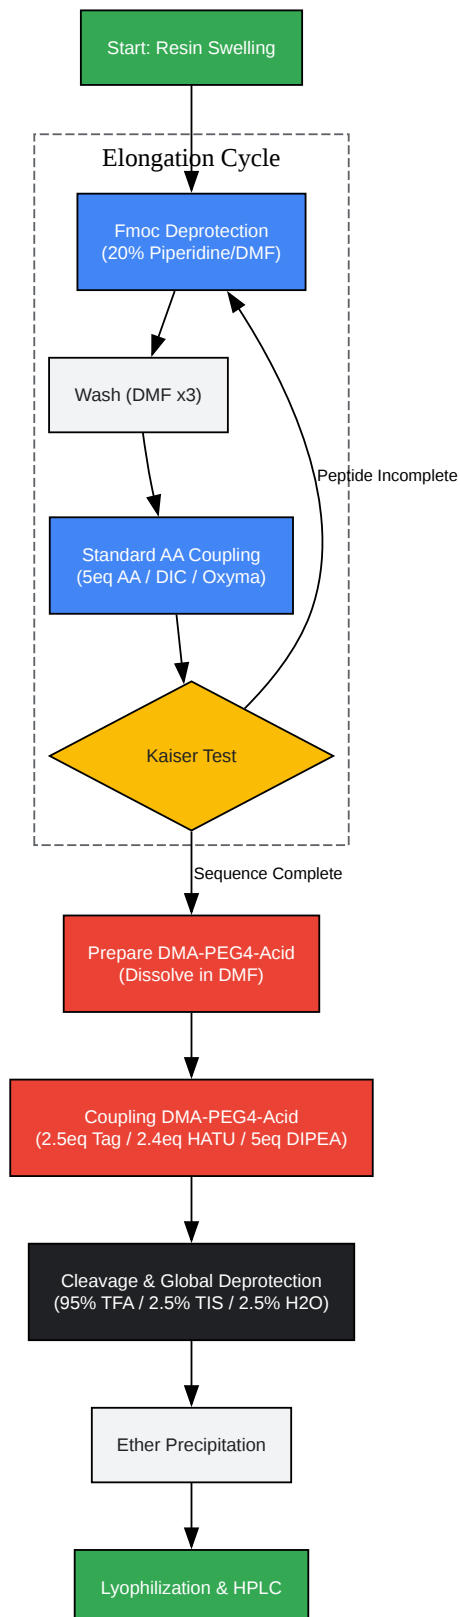 Start: Resin Swelling
Elongation Cycle
Fmoc Deprotection
(20% Piperidine/DMF)
Wash (DMF x3)
Peptide Incomplete
Standard AA Coupling
(5eq AA / DIC / Oxyma)
Kaiser Test
Sequence Complete
Prepare DMA-PEG4-Acid
(Dissolve in DMF)
Coupling DMA-PEG4-Acid
(2.5eq Tag / 2.4eq HATU / 5eq DIPEA)
Cleavage & Global Deprotection
(95% TFA / 2.5% TIS / 2.5% H2O)
Ether Precipitation
Lyophilization & HPLC